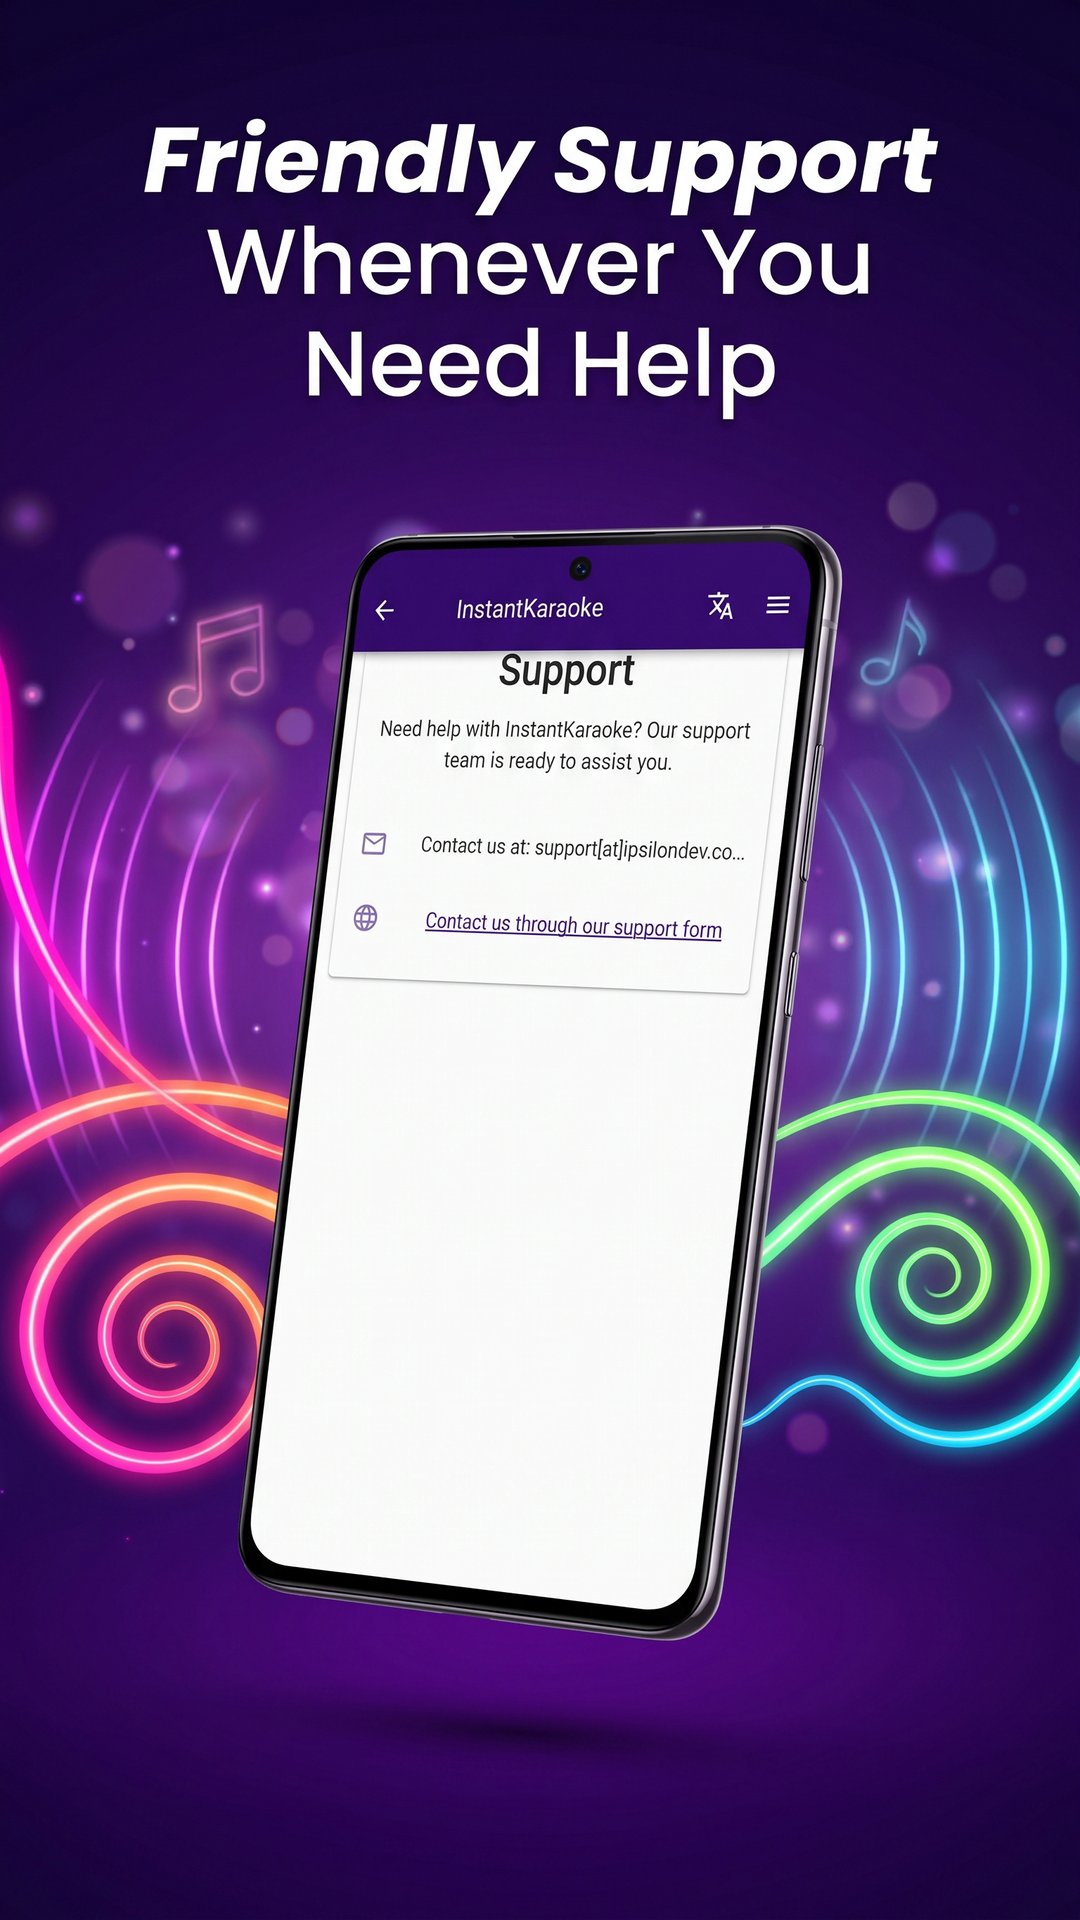 Friendly Support
Whenever You
Need Help
InstantKaraoke
Support
Need help with InstantKaraoke? Our support
team is ready to assist you.
Contact us at: support[at]ipsilondev.co...
Contact us through our support form